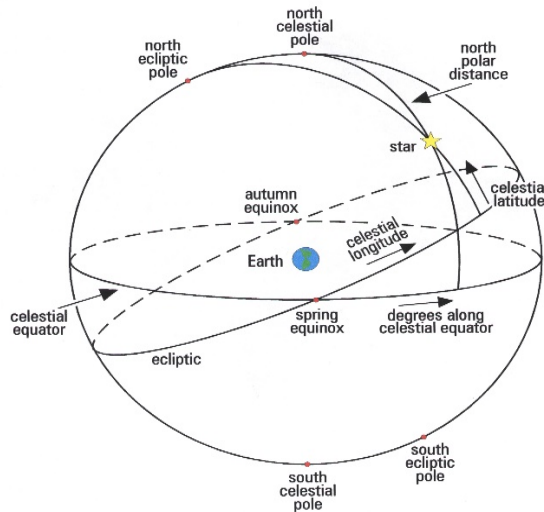 north
celestial
pole
north
ecliptic
pole
north
polar
distance
star
celestial
latitude
autumn
equinox
celestial
longitude
Earth
celestial
equator
spring
equinox
degrees along
celestial equator
ecliptic
south
ecliptic
pole
south
celestial
pole